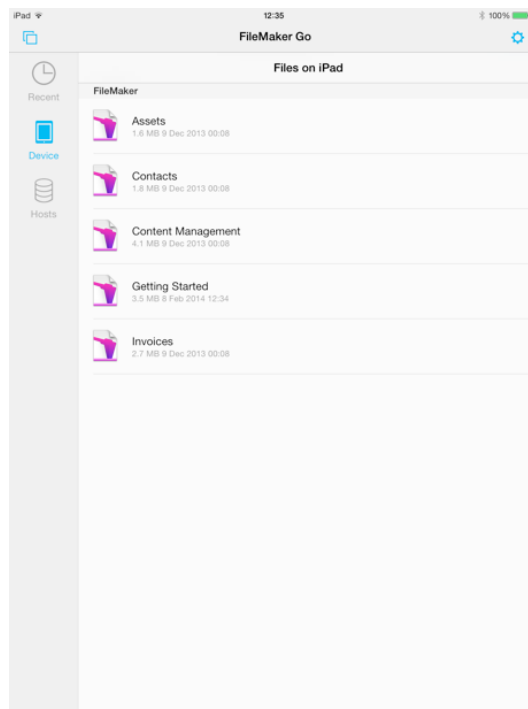 iPad 12:35 100%
FileMaker Go
Files on iPad
Recent
Device
Hosts
FileMaker
Assets
1.6 MB 9 Dec 2013 00:08
Contacts
1.8 MB 9 Dec 2013 00:08
Content Management
4.1 MB 9 Dec 2013 00:08
Getting Started
3.5 MB 8 Feb 2014 12:34
Invoices
2.7 MB 9 Dec 2013 00:08